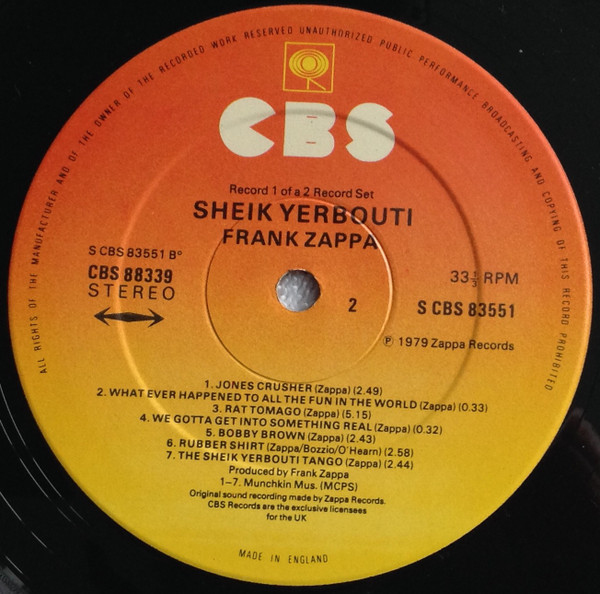 ALL RIGHTS OF THE MANUFACTURER AND OF THE OWNER OF THE RECORDED WORK RESERVED UNAUTHORIZED PUBLIC PERFORMANCE BROADCASTING AND COPYING OF THIS RECORD PROHIBITED
CBS
Record 1 of a 2 Record Set
SHEIK YERBOUTI
FRANK ZAPPA
S CBS 83551 B°
CBS 88339
STEREO
33⅓ RPM
2
S CBS 83551
℗ 1979 Zappa Records
1. JONES CRUSHER (Zappa) (2.49)
2. WHAT EVER HAPPENED TO ALL THE FUN IN THE WORLD (Zappa) (0.33)
3. RAT TOMAGO (Zappa) (5.15)
4. WE GOTTA GET INTO SOMETHING REAL (Zappa) (0.32)
5. BOBBY BROWN (Zappa) (2.43)
6. RUBBER SHIRT (Zappa/Bozzio/O'Hearn) (2.58)
7. THE SHEIK YERBOUTI TANGO (Zappa) (2.44)
Produced by Frank Zappa
1–7. Munchkin Mus. (MCPS)
Original sound recording made by Zappa Records.
CBS Records are the exclusive licensees
for the UK
MADE IN ENGLAND